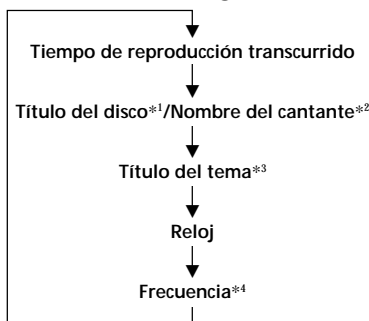 Tiempo de reproducción transcurrido
Título del disco*1/Nombre del cantante*2
Título del tema*3
Reloj
Frecuencia*4